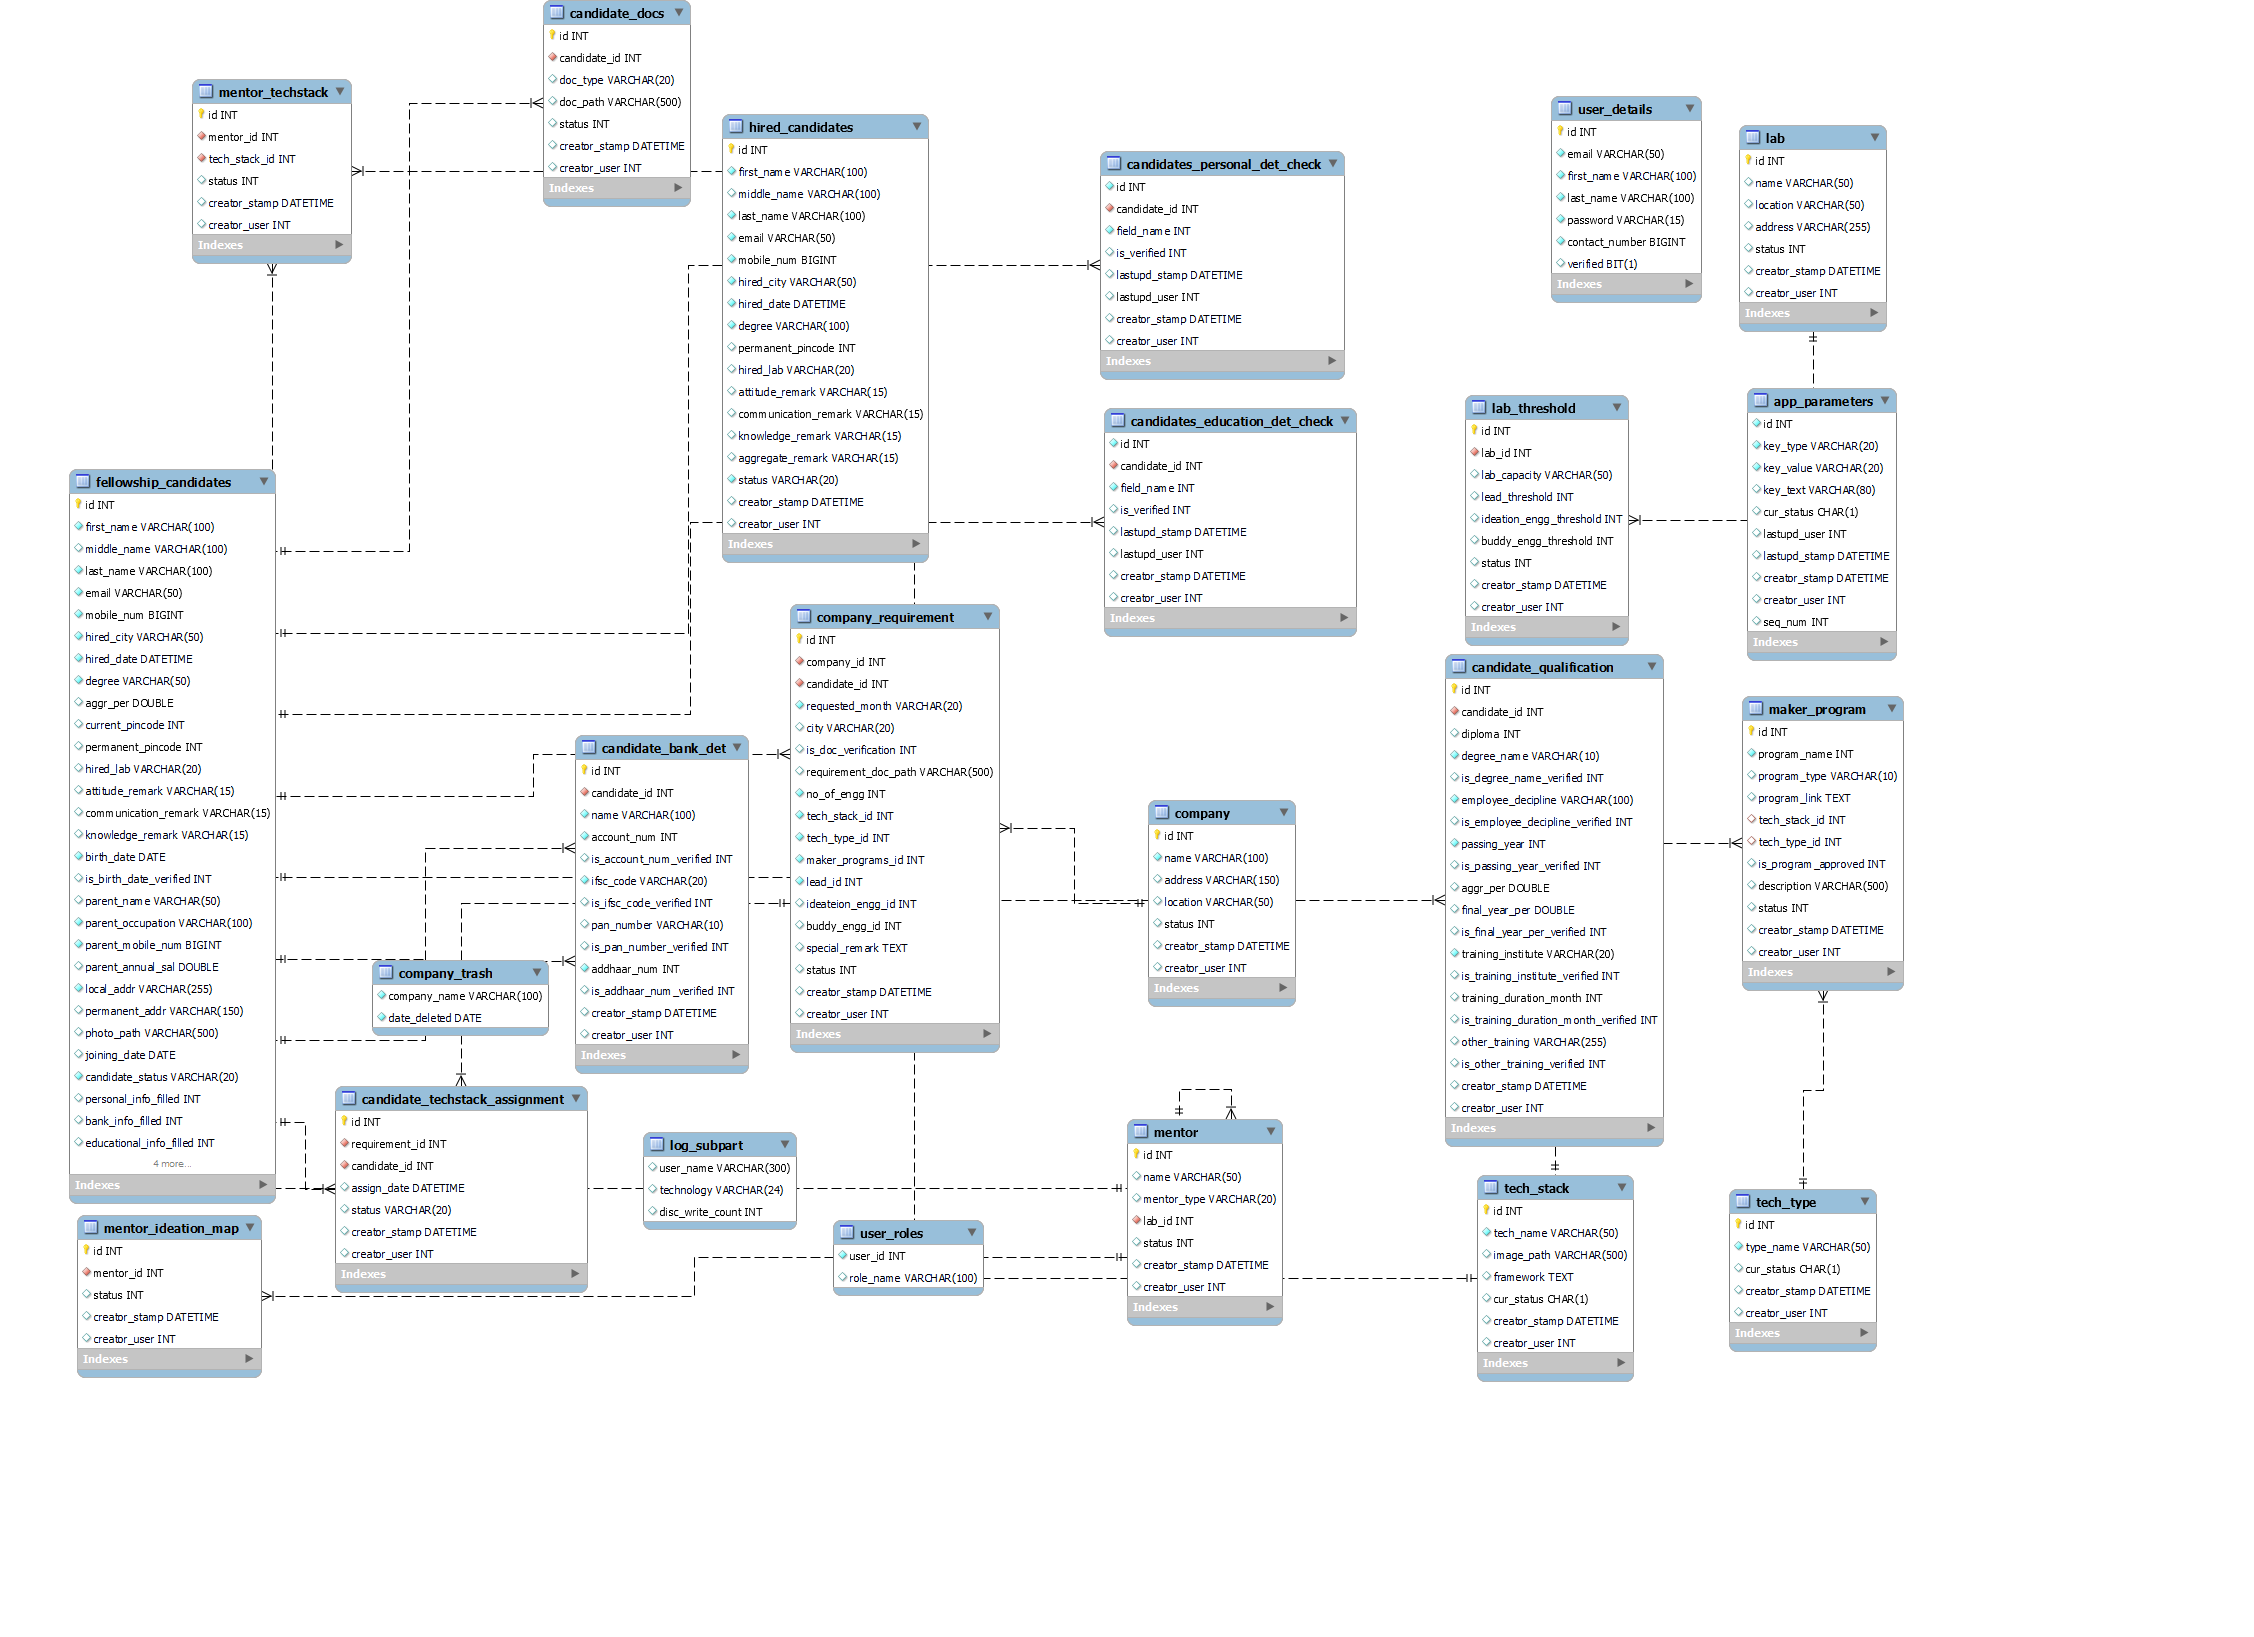 candidate_docs
id INT
candidate_id INT
doc_type VARCHAR(20)
doc_path VARCHAR(500)
status INT
creator_stamp DATETIME
creator_user INT
Indexes
mentor_techstack
id INT
mentor_id INT
tech_stack_id INT
status INT
creator_stamp DATETIME
creator_user INT
Indexes
hired_candidates
id INT
first_name VARCHAR(100)
middle_name VARCHAR(100)
last_name VARCHAR(100)
email VARCHAR(50)
mobile_num BIGINT
hired_city VARCHAR(50)
hired_date DATETIME
degree VARCHAR(100)
permanent_pincode INT
hired_lab VARCHAR(20)
attitude_remark VARCHAR(15)
communication_remark VARCHAR(15)
knowledge_remark VARCHAR(15)
aggregate_remark VARCHAR(15)
status VARCHAR(20)
creator_stamp DATETIME
creator_user INT
Indexes
candidates_personal_det_check
id INT
candidate_id INT
field_name INT
is_verified INT
lastupd_stamp DATETIME
lastupd_user INT
creator_stamp DATETIME
creator_user INT
Indexes
user_details
id INT
email VARCHAR(50)
first_name VARCHAR(100)
last_name VARCHAR(100)
password VARCHAR(15)
contact_number BIGINT
verified BIT(1)
Indexes
lab
id INT
name VARCHAR(50)
location VARCHAR(50)
address VARCHAR(255)
status INT
creator_stamp DATETIME
creator_user INT
Indexes
candidates_education_det_check
id INT
candidate_id INT
field_name INT
is_verified INT
lastupd_stamp DATETIME
lastupd_user INT
creator_stamp DATETIME
creator_user INT
Indexes
lab_threshold
id INT
lab_id INT
lab_capacity VARCHAR(50)
lead_threshold INT
ideation_engg_threshold INT
buddy_engg_threshold INT
status INT
creator_stamp DATETIME
creator_user INT
Indexes
app_parameters
id INT
key_type VARCHAR(20)
key_value VARCHAR(20)
key_text VARCHAR(80)
cur_status CHAR(1)
lastupd_user INT
lastupd_stamp DATETIME
creator_stamp DATETIME
creator_user INT
seq_num INT
Indexes
fellowship_candidates
id INT
first_name VARCHAR(100)
middle_name VARCHAR(100)
last_name VARCHAR(100)
email VARCHAR(50)
mobile_num BIGINT
hired_city VARCHAR(50)
hired_date DATETIME
degree VARCHAR(50)
aggr_per DOUBLE
current_pincode INT
permanent_pincode INT
hired_lab VARCHAR(20)
attitude_remark VARCHAR(15)
communication_remark VARCHAR(15)
knowledge_remark VARCHAR(15)
birth_date DATE
is_birth_date_verified INT
parent_name VARCHAR(50)
parent_occupation VARCHAR(100)
parent_mobile_num BIGINT
parent_annual_sal DOUBLE
local_addr VARCHAR(255)
permanent_addr VARCHAR(150)
photo_path VARCHAR(500)
joining_date DATE
candidate_status VARCHAR(20)
personal_info_filled INT
bank_info_filled INT
educational_info_filled INT
4 more...
Indexes
company_requirement
id INT
company_id INT
candidate_id INT
requested_month VARCHAR(20)
city VARCHAR(20)
is_doc_verification INT
requirement_doc_path VARCHAR(500)
no_of_engg INT
tech_stack_id INT
tech_type_id INT
maker_programs_id INT
lead_id INT
ideateion_engg_id INT
buddy_engg_id INT
special_remark TEXT
status INT
creator_stamp DATETIME
creator_user INT
Indexes
candidate_bank_det
id INT
candidate_id INT
name VARCHAR(100)
account_num INT
is_account_num_verified INT
ifsc_code VARCHAR(20)
is_ifsc_code_verified INT
pan_number VARCHAR(10)
is_pan_number_verified INT
addhaar_num INT
is_addhaar_num_verified INT
creator_stamp DATETIME
creator_user INT
Indexes
company
id INT
name VARCHAR(100)
address VARCHAR(150)
location VARCHAR(50)
status INT
creator_stamp DATETIME
creator_user INT
Indexes
candidate_qualification
id INT
candidate_id INT
diploma INT
degree_name VARCHAR(10)
is_degree_name_verified INT
employee_decipline VARCHAR(100)
is_employee_decipline_verified INT
passing_year INT
is_passing_year_verified INT
aggr_per DOUBLE
final_year_per DOUBLE
is_final_year_per_verified INT
training_institute VARCHAR(20)
is_training_institute_verified INT
training_duration_month INT
is_training_duration_month_verified INT
other_training VARCHAR(255)
is_other_training_verified INT
creator_stamp DATETIME
creator_user INT
Indexes
maker_program
id INT
program_name INT
program_type VARCHAR(10)
program_link TEXT
tech_stack_id INT
tech_type_id INT
is_program_approved INT
description VARCHAR(500)
status INT
creator_stamp DATETIME
creator_user INT
Indexes
company_trash
company_name VARCHAR(100)
date_deleted DATE
candidate_techstack_assignment
id INT
requirement_id INT
candidate_id INT
assign_date DATETIME
status VARCHAR(20)
creator_stamp DATETIME
creator_user INT
Indexes
log_subpart
user_name VARCHAR(300)
technology VARCHAR(24)
disc_write_count INT
mentor
id INT
name VARCHAR(50)
mentor_type VARCHAR(20)
lab_id INT
status INT
creator_stamp DATETIME
creator_user INT
Indexes
tech_stack
id INT
tech_name VARCHAR(50)
image_path VARCHAR(500)
framework TEXT
cur_status CHAR(1)
creator_stamp DATETIME
creator_user INT
Indexes
tech_type
id INT
type_name VARCHAR(50)
cur_status CHAR(1)
creator_stamp DATETIME
creator_user INT
Indexes
mentor_ideation_map
id INT
mentor_id INT
status INT
creator_stamp DATETIME
creator_user INT
Indexes
user_roles
user_id INT
role_name VARCHAR(100)